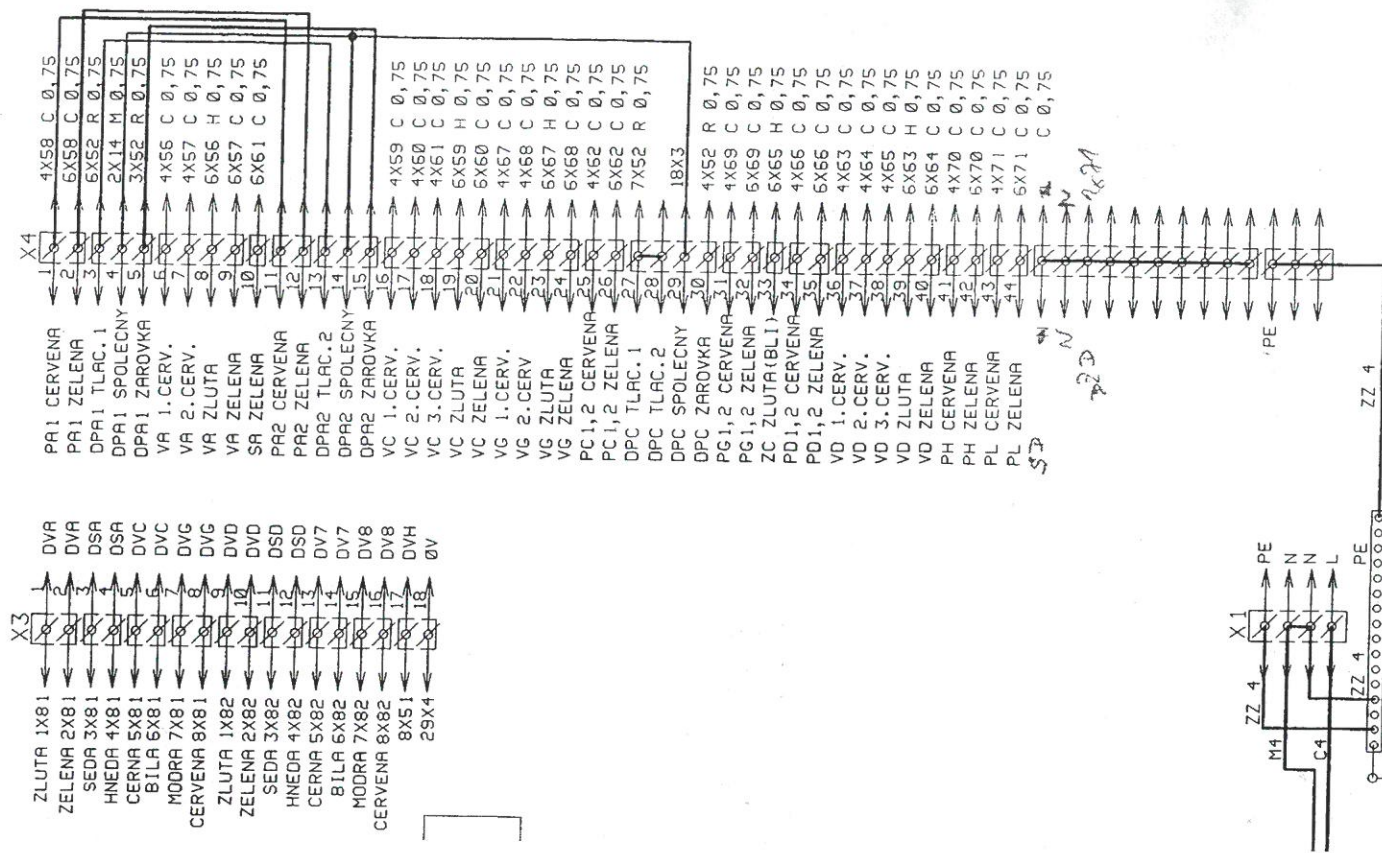 X4
PA1 CERVENA 1 4X58 C 0,75
PA1 ZELENA 2 6X58 C 0,75
DPA1 TLAC.1 3 6X52 R 0,75
DPA1 SPOLECNY 4 2X14 M 0,75
DPA1 ZAROVKA 5 3X52 R 0,75
VA 1.CERV. 6 4X56 C 0,75
VA 2.CERV. 7 4X57 C 0,75
VA ZLUTA 8 6X56 H 0,75
VA ZELENA 9 6X57 C 0,75
SA ZELENA 10 6X61 C 0,75
PA2 CERVENA 11
PA2 ZELENA 12
DPA2 TLAC.2 13
DPA2 SPOLECNY 14
DPA2 ZAROVKA 15
VC 1.CERV. 16 4X59 C 0,75
VC 2.CERV. 17 4X60 C 0,75
VC 3.CERV. 18 4X61 C 0,75
VC ZLUTA 19 6X59 H 0,75
VC ZELENA 20 6X60 C 0,75
VG 1.CERV. 21 4X67 C 0,75
VG 2.CERV. 22 4X68 C 0,75
VG ZLUTA 23 6X67 H 0,75
VG ZELENA 24 6X68 C 0,75
PC1,2 CERVENA 25 4X62 C 0,75
PC1,2 ZELENA 26 6X62 C 0,75
DPC TLAC.1 27 7X52 R 0,75
DPC TLAC.2 28
DPC SPOLECNY 29 18X3
DPC ZAROVKA 30 4X52 R 0,75
PG1,2 CERVENA 31 4X69 C 0,75
PG1,2 ZELENA 32 6X69 C 0,75
ZC ZLUTA(BLI) 33 6X65 H 0,75
PD1,2 CERVENA 34 4X66 C 0,75
PD1,2 ZELENA 35 6X66 C 0,75
VD 1.CERV. 36 4X63 C 0,75
VD 2.CERV. 37 4X64 C 0,75
VD 3.CERV. 38 4X65 C 0,75
VD ZLUTA 39 6X63 H 0,75
VD ZELENA 40 6X64 C 0,75
PH CERVENA 41 4X70 C 0,75
PH ZELENA 42 6X70 C 0,75
PL CERVENA 43 4X71 C 0,75
PL ZELENA 44 6X71 C 0,75
C 0,75
N N
PE
ZZ 4
X3
ZLUTA 1X81 1 DVA
ZELENA 2X81 2 DVA
SEDA 3X81 3 DSA
HNEDA 4X81 4 DSA
CERNA 5X81 5 DVC
BILA 6X81 6 DVC
MODRA 7X81 7 DVG
CERVENA 8X81 8 DVG
ZLUTA 1X82 9 DVD
ZELENA 2X82 10 DVD
SEDA 3X82 11 DSD
HNEDA 4X82 12 DSD
CERNA 5X82 13 DV7
BILA 6X82 14 DV7
MODRA 7X82 15 DV8
CERVENA 8X82 16 DV8
8X51 17 DVH
29X4 18 0V
X1
ZZ 4 PE
M4 N
N
C4 L
ZZ 4 PE